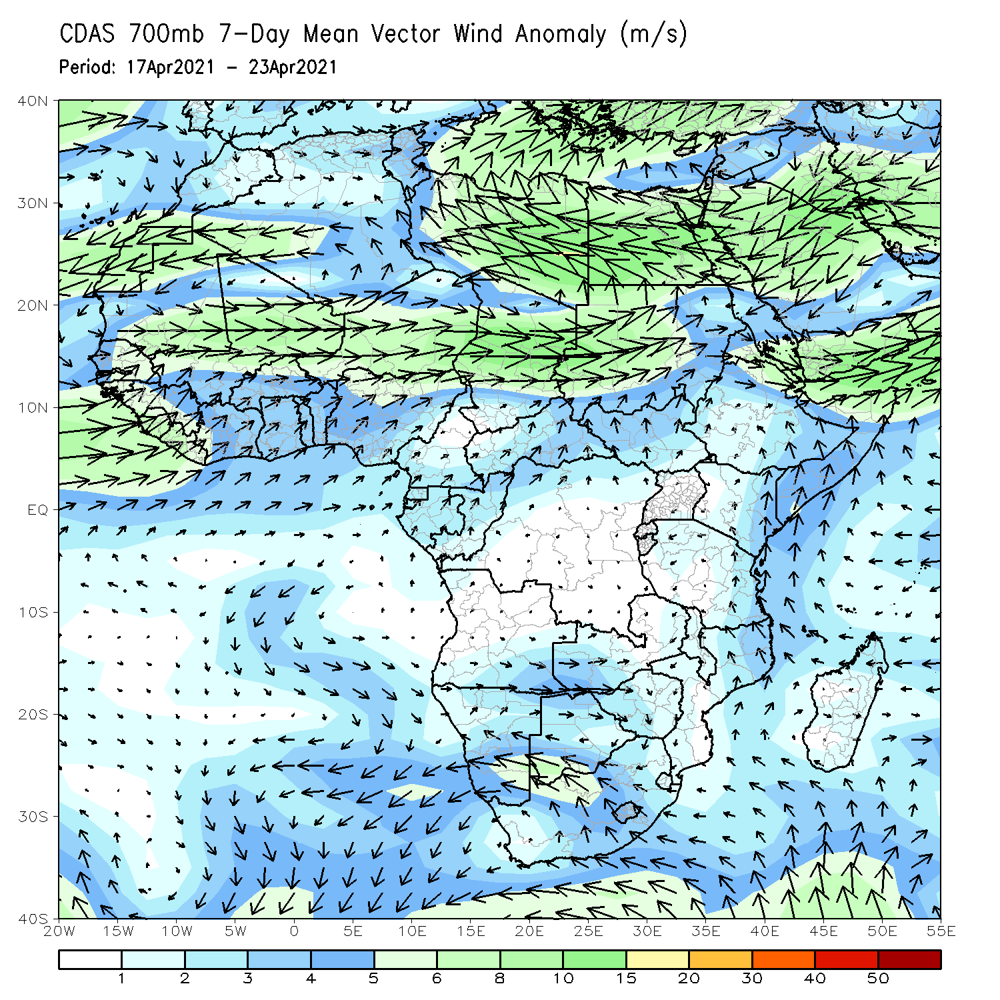 CDAS 700mb 7-Day Mean Vector Wind Anomaly (m/s)
Period: 17Apr2021 - 23Apr2021
40N
30N
20N
10N
EQ
10S
20S
30S
40S
20W 15W 10W 5W 0 5E 10E 15E 20E 25E 30E 35E 40E 45E 50E 55E
1 2 3 4 5 6 8 10 15 20 30 40 50